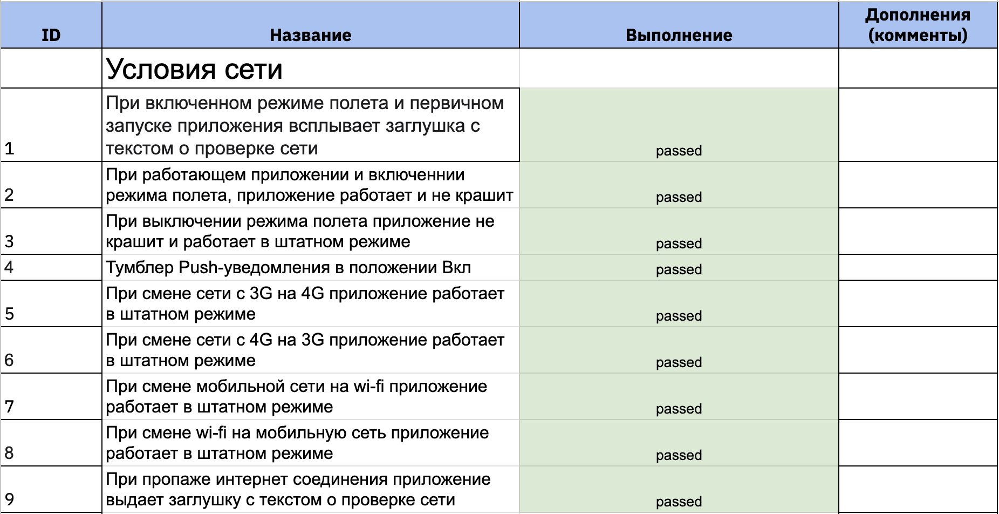 ID
Название
Выполнение
Дополнения
(комменты)
Условия сети
1
При включенном режиме полета и первичном
запуске приложения всплывает заглушка с
текстом о проверке сети
passed
2
При работающем приложении и включеннии
режима полета, приложение работает и не крашит
passed
3
При выключении режима полета приложение не
крашит и работает в штатном режиме
passed
4
Тумблер Push-уведомления в положении Вкл
passed
5
При смене сети с 3G на 4G приложение работает
в штатном режиме
passed
6
При смене сети с 4G на 3G приложение работает
в штатном режиме
passed
7
При смене мобильной сети на wi-fi приложение
работает в штатном режиме
passed
8
При смене wi-fi на мобильную сеть приложение
работает в штатном режиме
passed
9
При пропаже интернет соединения приложение
выдает заглушку с текстом о проверке сети
passed